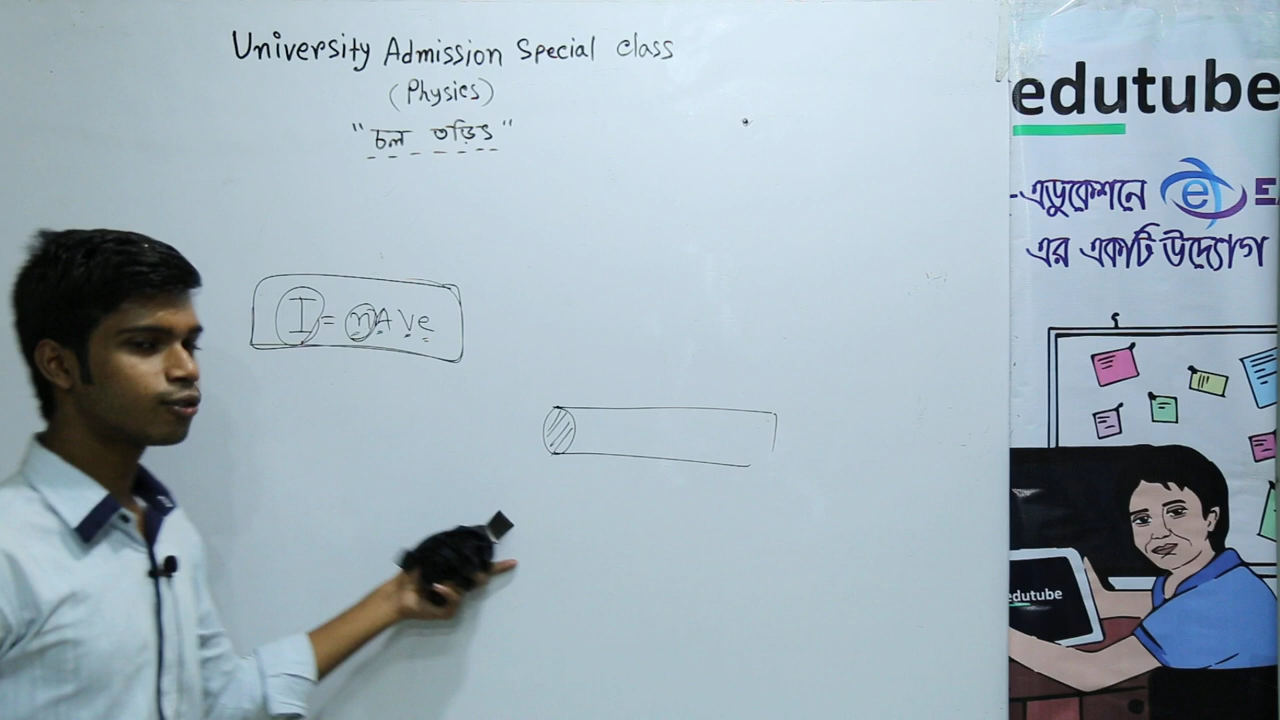 University Admission Special class
(Physics)
"চল তড়িৎ"
I = nAve
edutube
-এডুকেশনে e
এর একটি উদ্যোগ
edutube